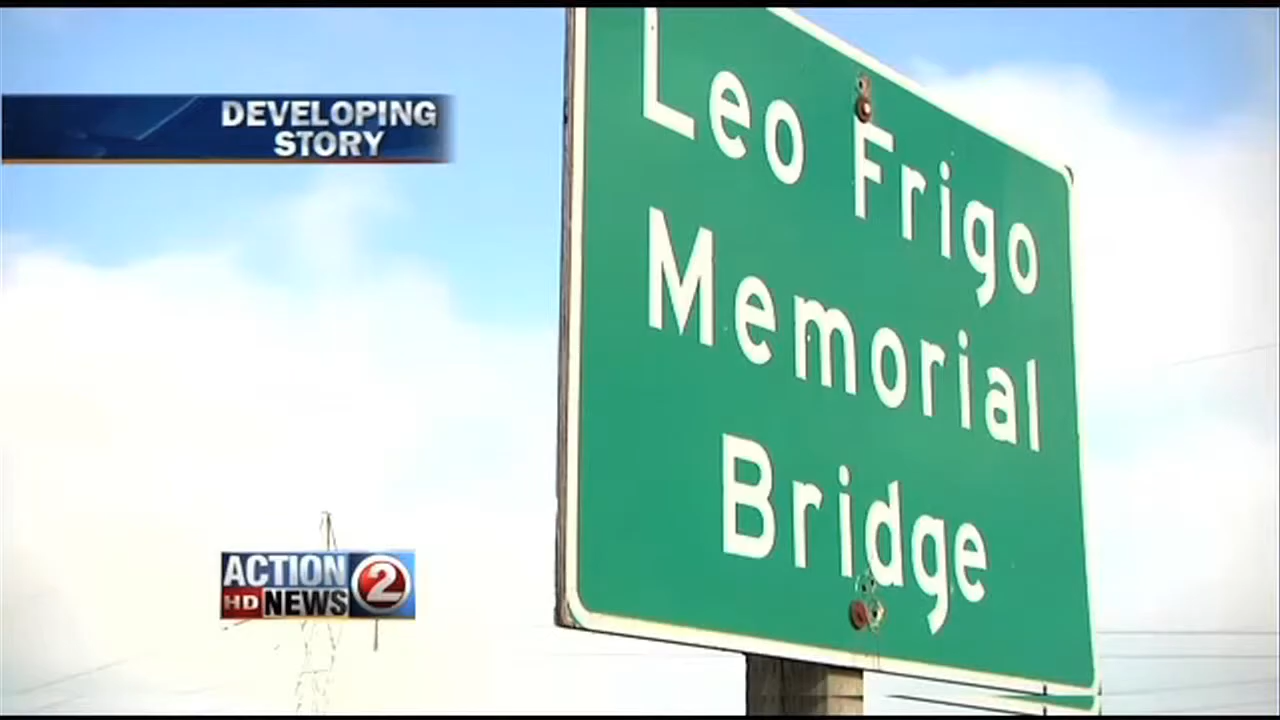 DEVELOPING
STORY
Leo Frigo
Memorial
Bridge
ACTION
HD NEWS
2